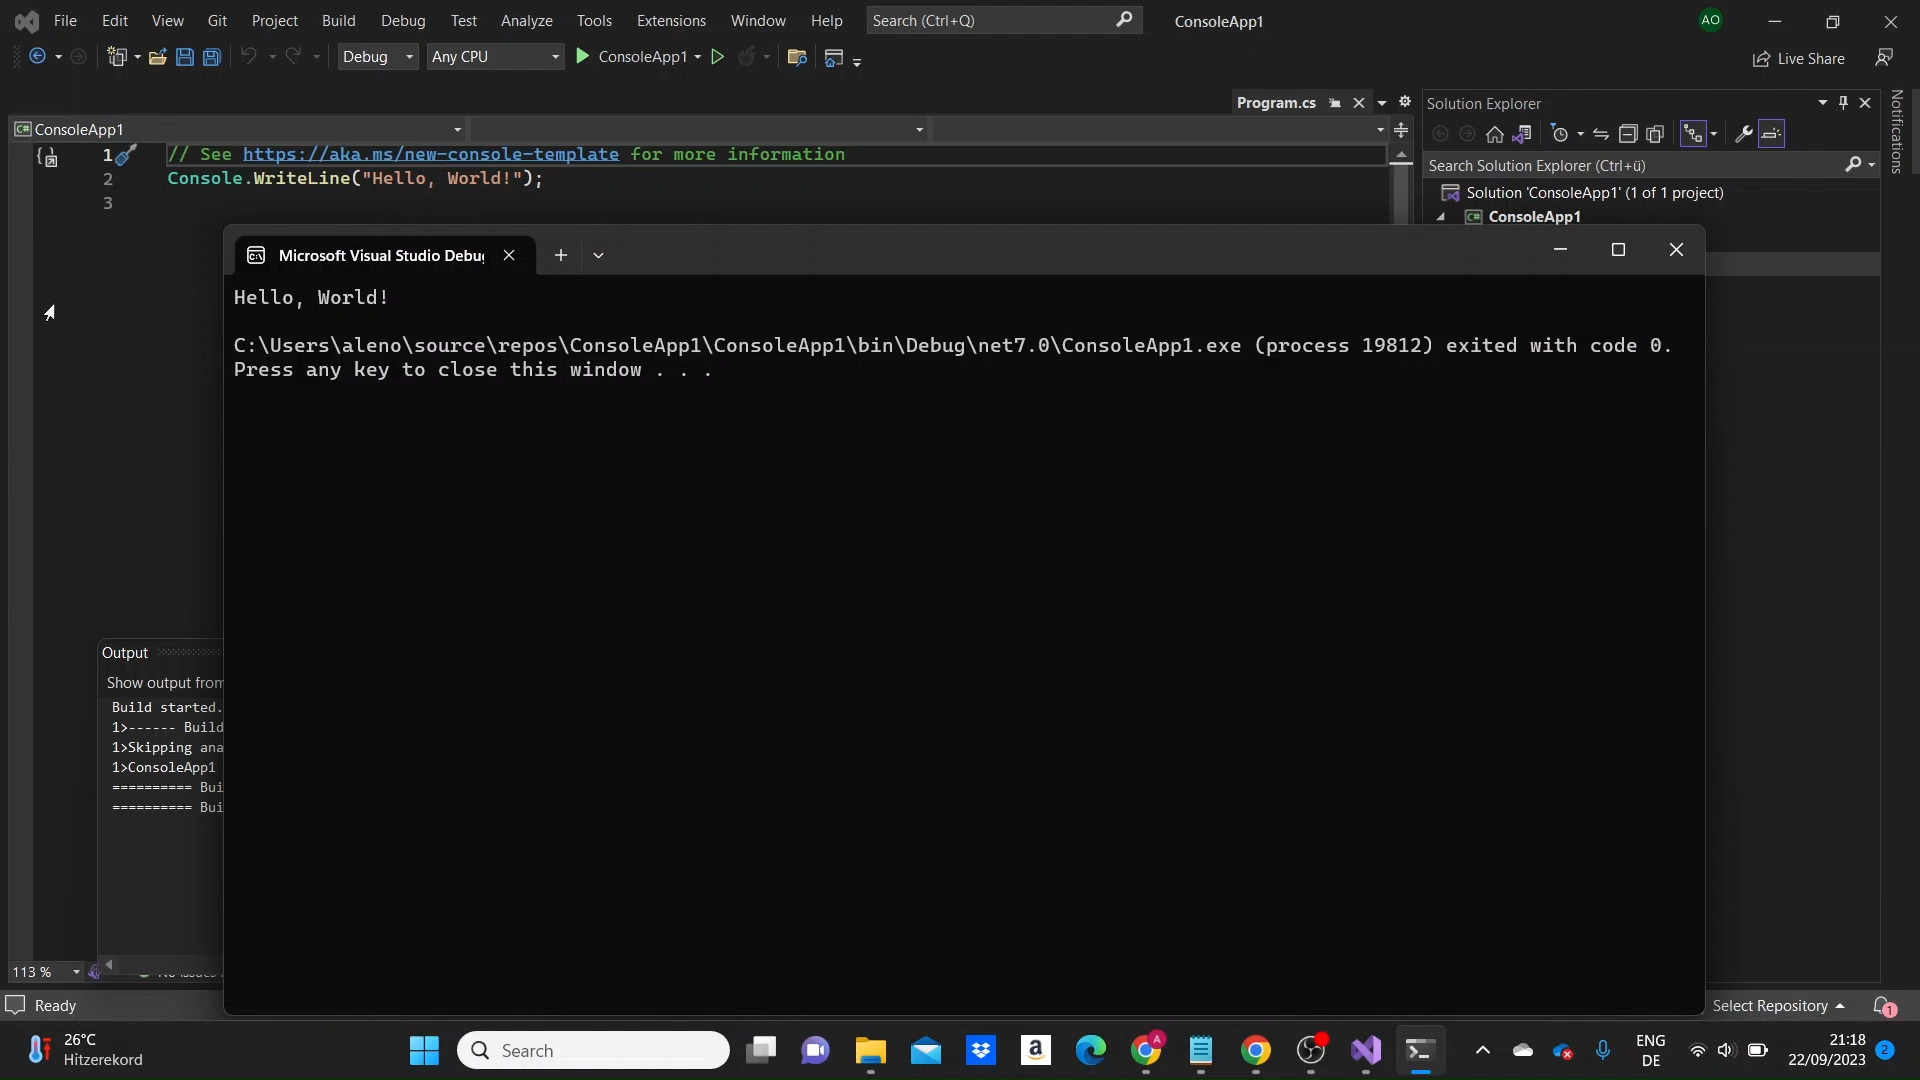 File Edit View Git Project Build Debug Test Analyze Tools Extensions Window Help Search (Ctrl+Q) ConsoleApp1 AO
Debug Any CPU ConsoleApp1 Live Share
Program.cs Solution Explorer Notifications
C# ConsoleApp1
1 // See https://aka.ms/new-console-template for more information
2 Console.WriteLine("Hello, World!");
3
Search Solution Explorer (Ctrl+ü)
Solution 'ConsoleApp1' (1 of 1 project)
C# ConsoleApp1
Microsoft Visual Studio Debug
Hello, World!
C:\Users\aleno\source\repos\ConsoleApp1\ConsoleApp1\bin\Debug\net7.0\ConsoleApp1.exe (process 19812) exited with code 0.
Press any key to close this window . . .
Output
Show output from
Build started.
1>------ Build
1>Skipping ana
1>ConsoleApp1
========== Bui
========== Bui
113 % No issues
Ready Select Repository 1
26°C
Hitzerekord
Search
ENG
DE
21:18
22/09/2023 2